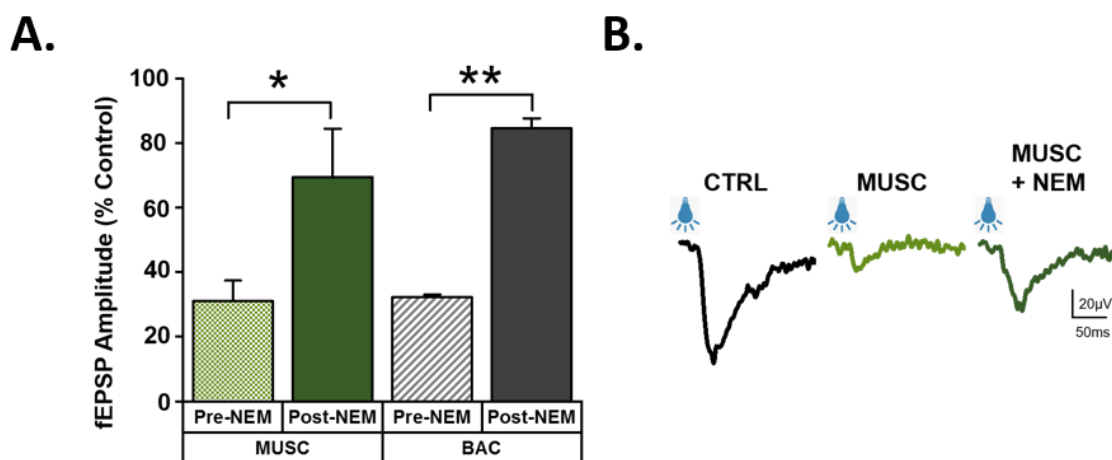 A.
B.
fEPSP Amplitude (% Control)
100
80
60
40
20
0
*
**
Pre-NEM Post-NEM Pre-NEM Post-NEM
MUSC BAC
CTRL
MUSC
MUSC
+ NEM
20µV
50ms